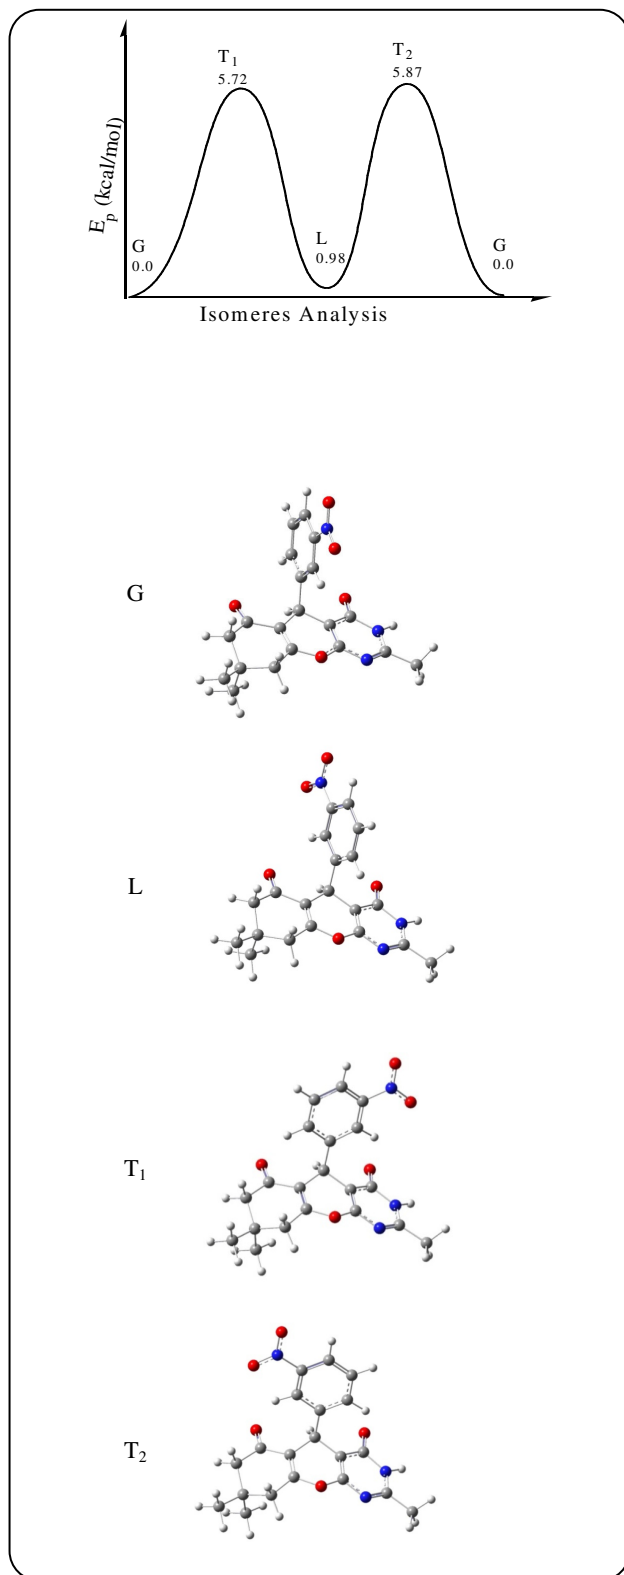 T1
5.72
T2
5.87
Ep (kcal/mol)
G
0.0
L
0.98
G
0.0
Isomeres Analysis
G
L
T1
T2